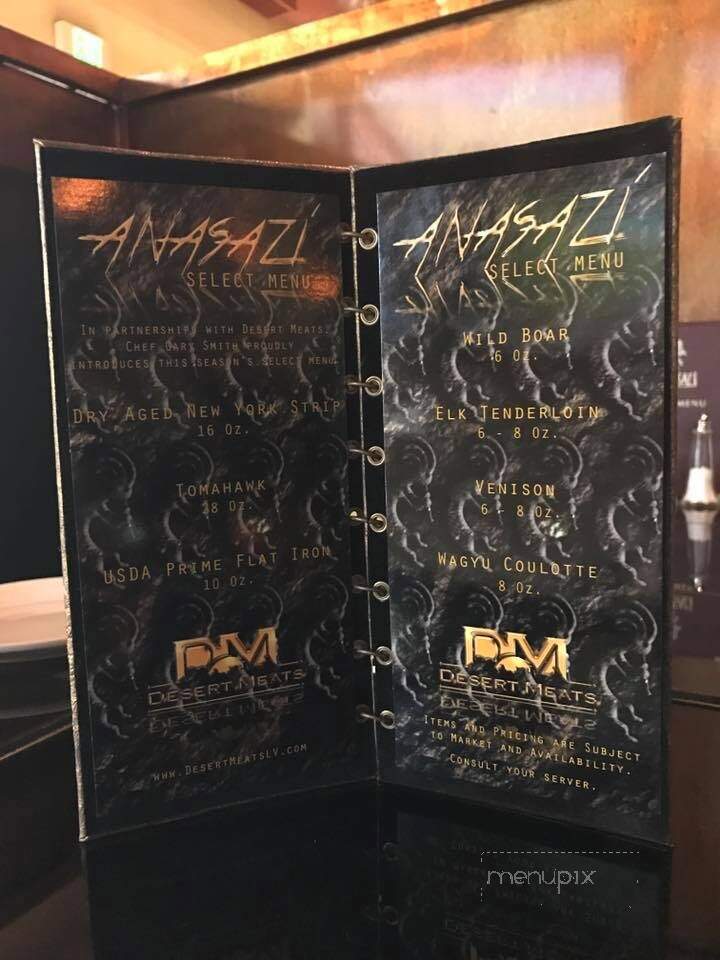 ANASAZÍ
SELECT MENU
IN PARTNERSHIP WITH DESERT MEATS,
CHEF GARY SMITH PROUDLY
INTRODUCES THIS SEASON'S SELECT MENU
DRY AGED NEW YORK STRIP
16 OZ.
TOMAHAWK
OZ.
USDA PRIME FLAT IRON
10 OZ.
DM
DESERT MEATS
WWW.DESERTMEATSLV.COM
ANASAZÍ
SELECT MENU
WILD BOAR
6 OZ.
ELK TENDERLOIN
6 - 8 OZ.
VENISON
6 - 8 OZ.
WAGYU COULOTTE
8 OZ.
DM
DESERT MEATS
ITEMS AND PRICING ARE SUBJECT
TO MARKET AND AVAILABILITY.
CONSULT YOUR SERVER.
MENU
menupix